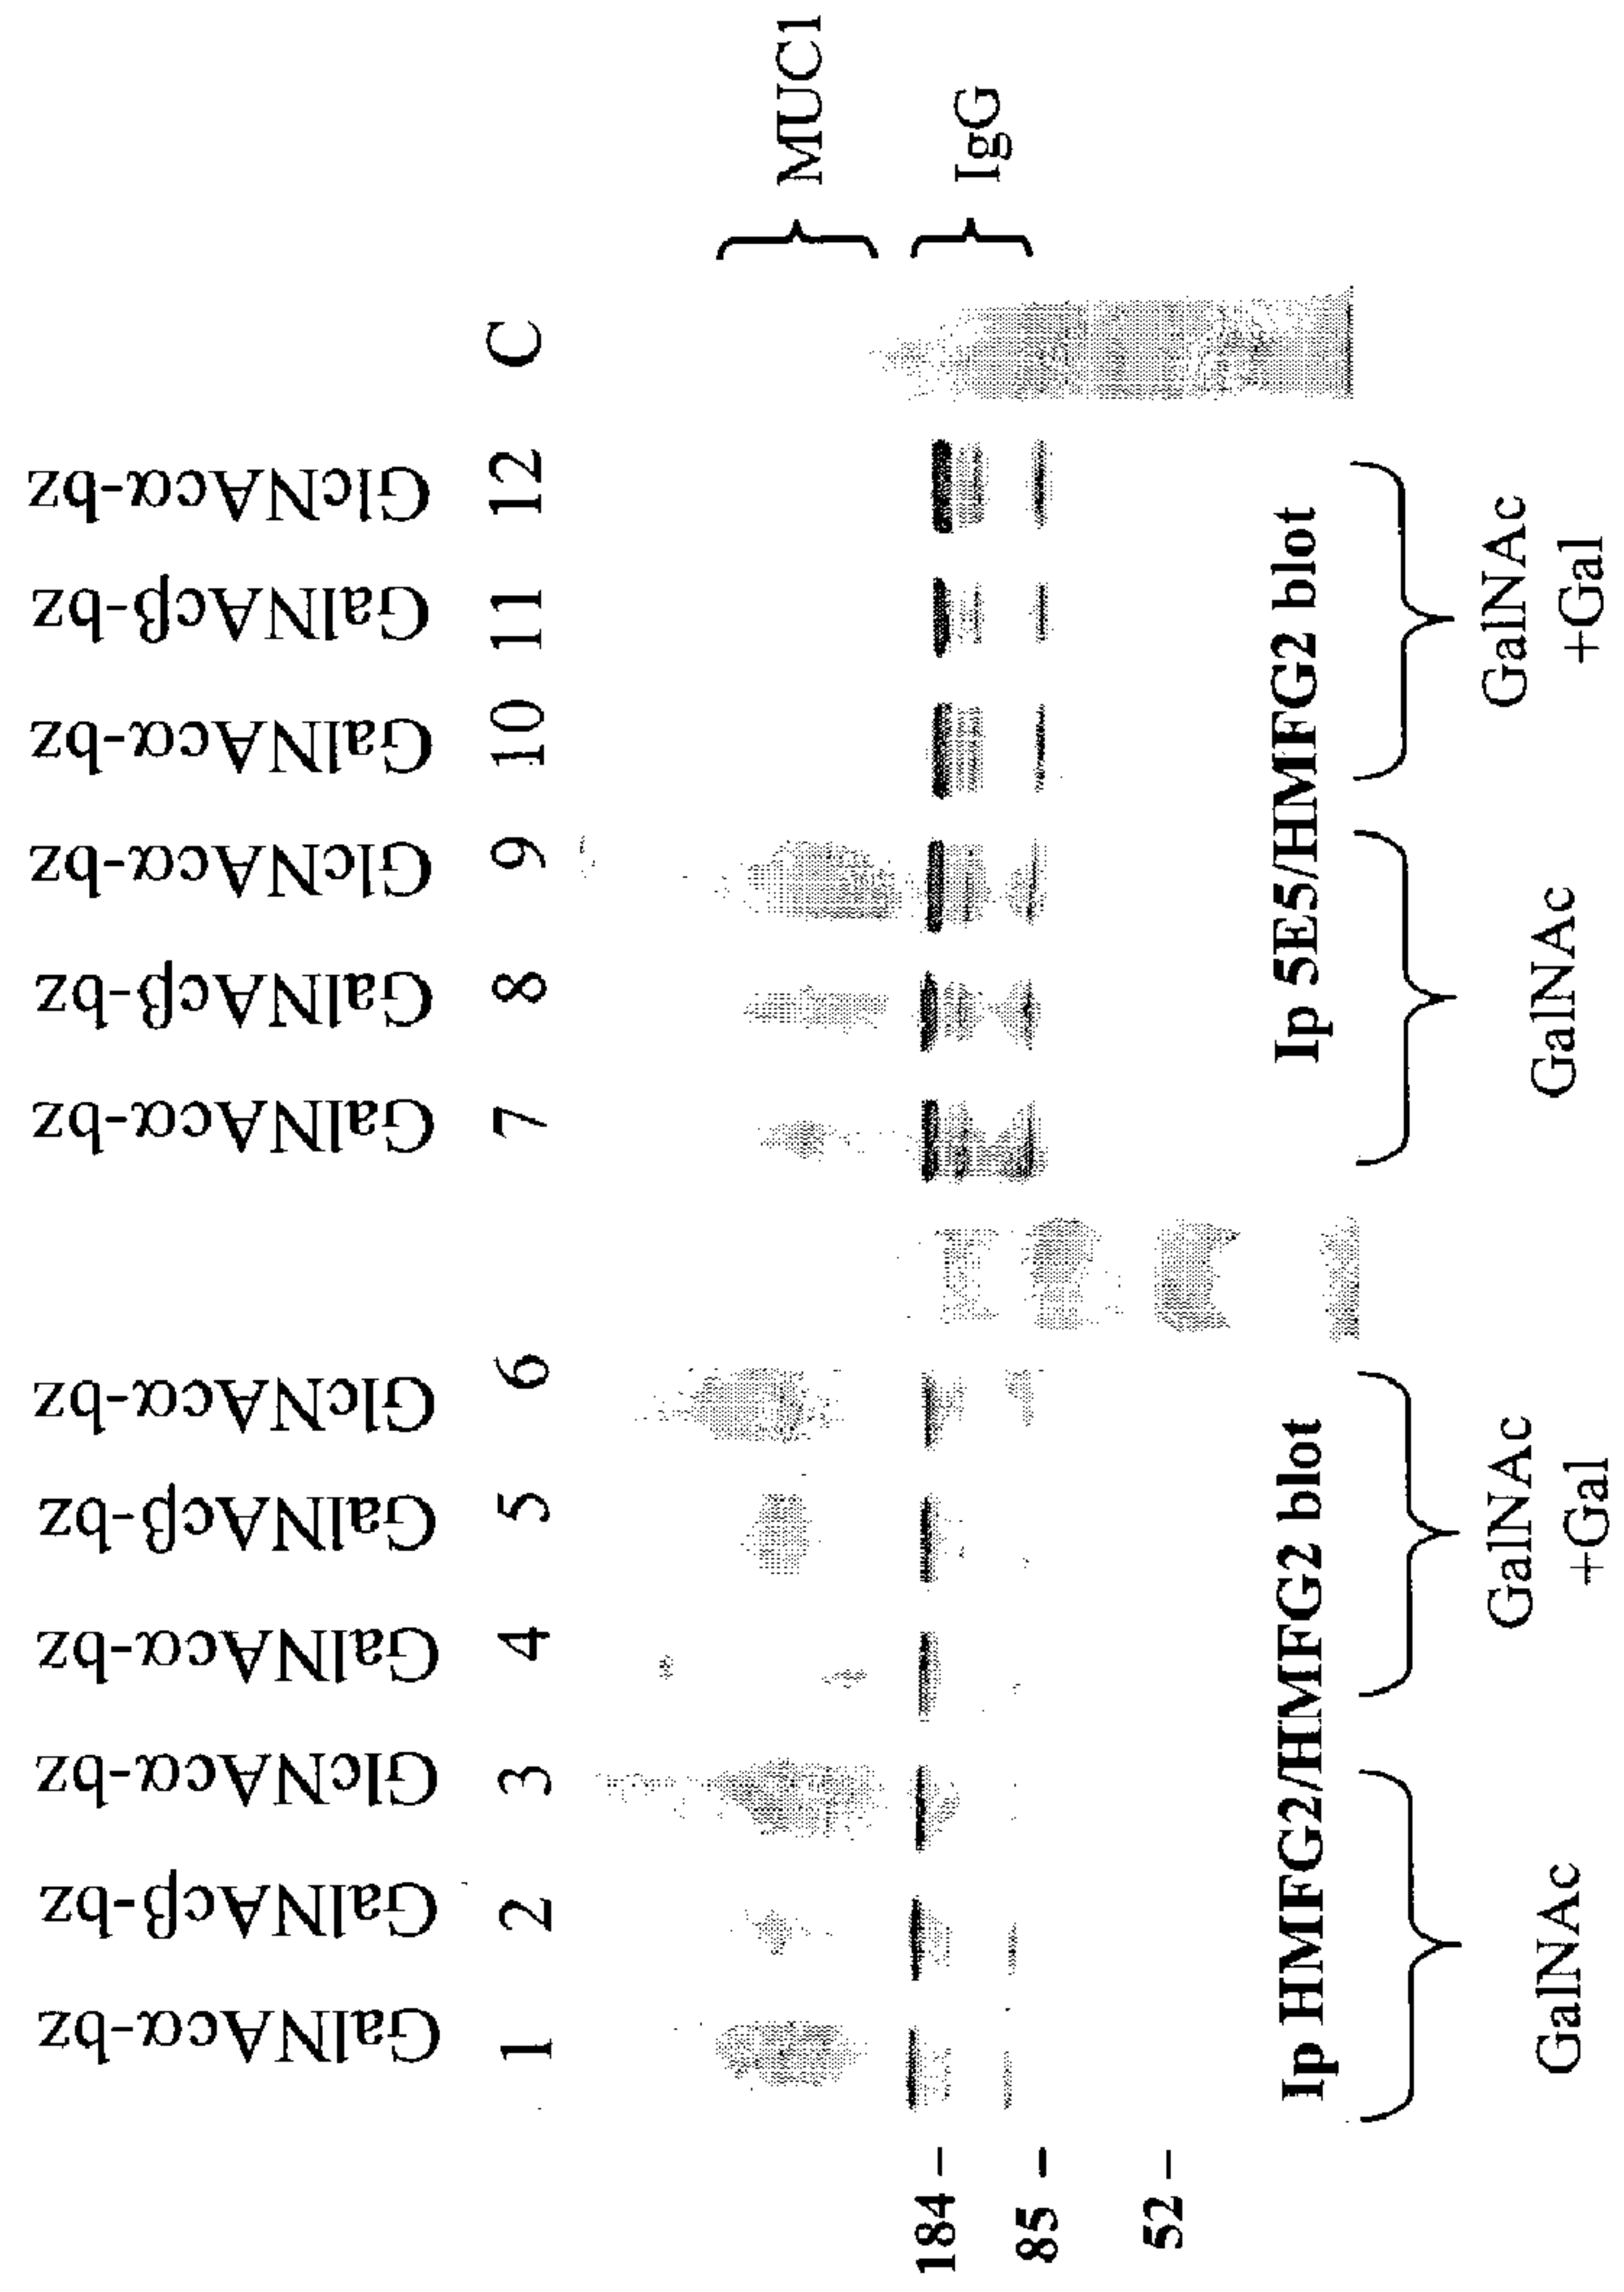 GalNAcα-bz
GalNAcβ-bz
GlcNAcα-bz
GalNAcα-bz
GalNAcβ-bz
GlcNAcα-bz
GalNAcα-bz
GalNAcβ-bz
GlcNAcα-bz
GalNAcα-bz
GalNAcβ-bz
GlcNAcα-bz
1 2 3 4 5 6 7 8 9 10 11 12 C
MUC1
184 –
IgG
85 –
52 –
Ip HMFG2/HMFG2 blot
Ip 5E5/HMFG2 blot
GalNAc
GalNAc
+Gal
GalNAc
GalNAc
+Gal